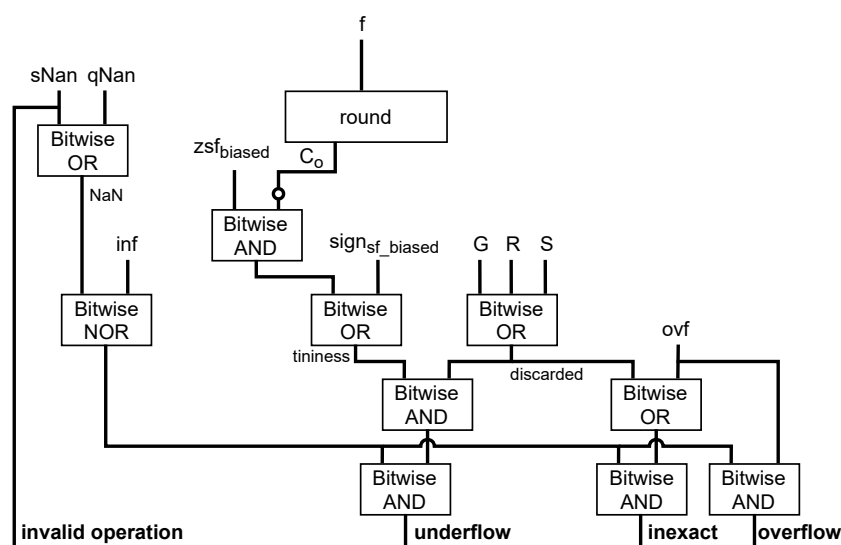 f
sNan qNan
round
Bitwise
OR
zsf_biased
C_o
NaN
Bitwise
AND
inf
sign_sf_biased
G R S
Bitwise
NOR
Bitwise
OR
Bitwise
OR
ovf
tininess
discarded
Bitwise
AND
Bitwise
OR
Bitwise
AND
Bitwise
AND
Bitwise
AND
invalid operation
underflow
inexact
overflow